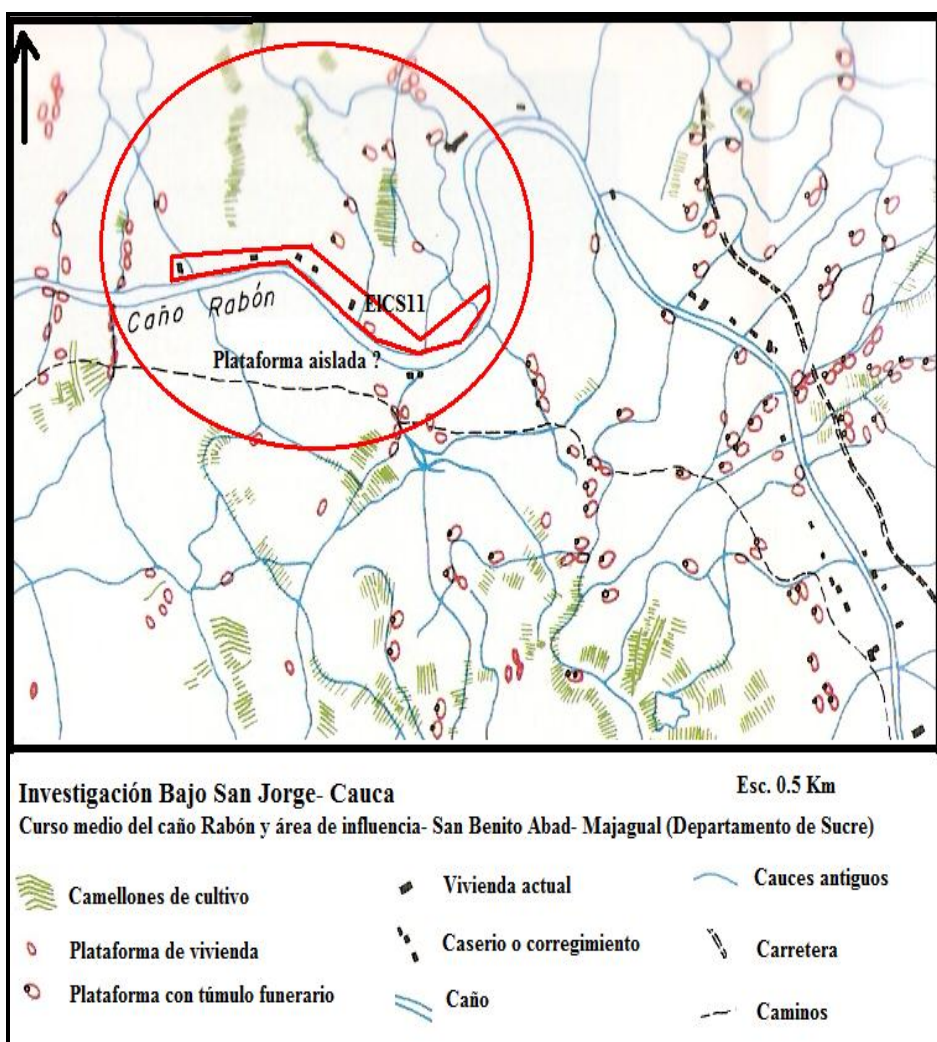 EICS11
Caño Rabón
Plataforma aislada ?
Investigación Bajo San Jorge- Cauca
Esc. 0.5 Km
Curso medio del caño Rabón y área de influencia- San Benito Abad- Majagual (Departamento de Sucre)
Camellones de cultivo
Vivienda actual
Cauces antiguos
Plataforma de vivienda
Caserio o corregimiento
Carretera
Plataforma con túmulo funerario
Caño
Caminos